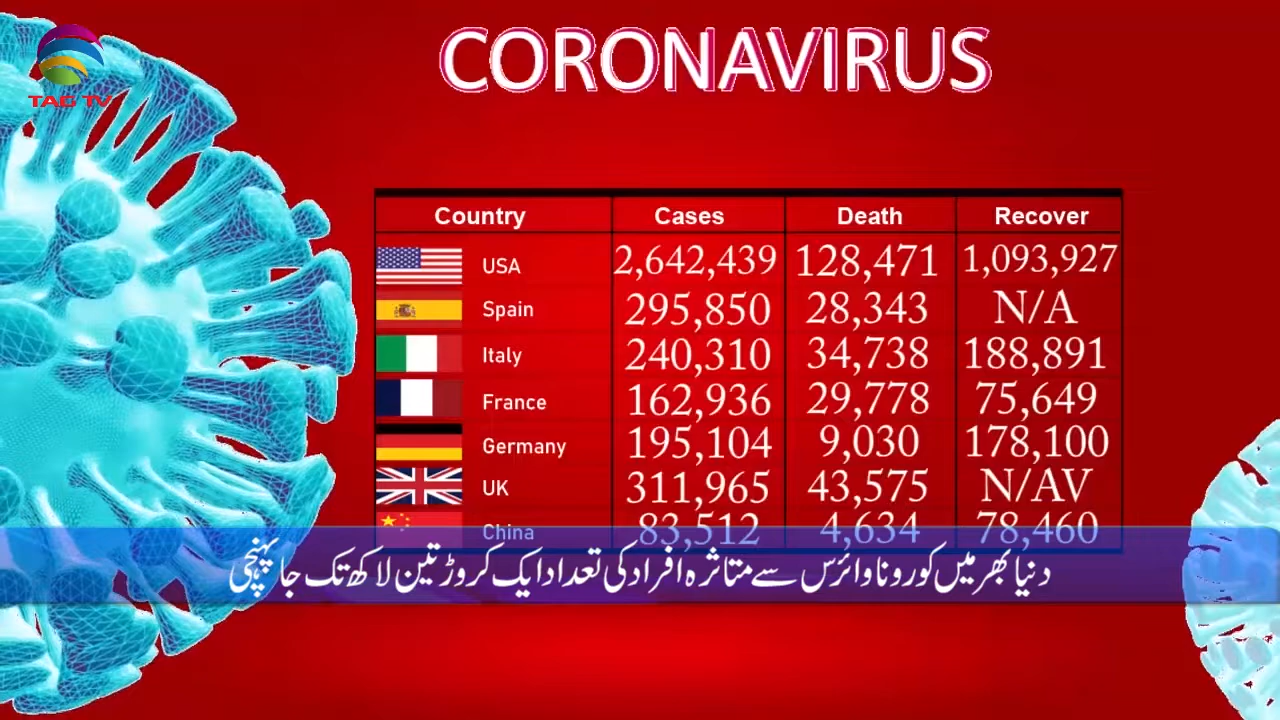 TAG TV
CORONAVIRUS
Country Cases Death Recover
USA 2,642,439 128,471 1,093,927
Spain 295,850 28,343 N/A
Italy 240,310 34,738 188,891
France 162,936 29,778 75,649
Germany 195,104 9,030 178,100
UK 311,965 43,575 N/AV
China 83,512 4,634 78,460
دنیا بھر میں کورونا وائرس سے متاثرہ افراد کی تعداد ایک کروڑ تین لاکھ تک جا پہنچی